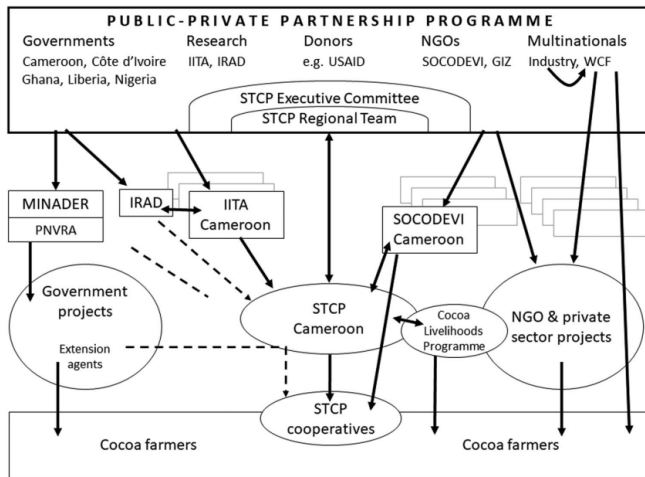 PUBLIC-PRIVATE PARTNERSHIP PROGRAMME
Governments
Cameroon, Côte d'Ivoire
Ghana, Liberia, Nigeria
Research
IITA, IRAD
Donors
e.g. USAID
NGOs
SOCODEVI, GIZ
Multinationals
Industry, WCF
STCP Executive Committee
STCP Regional Team
MINADER
PNVRA
IRAD
IITA
Cameroon
SOCODEVI
Cameroon
Government
projects
Extension
agents
STCP
Cameroon
Cocoa
Livelihoods
Programme
NGO & private
sector projects
STCP
cooperatives
Cocoa farmers
Cocoa farmers